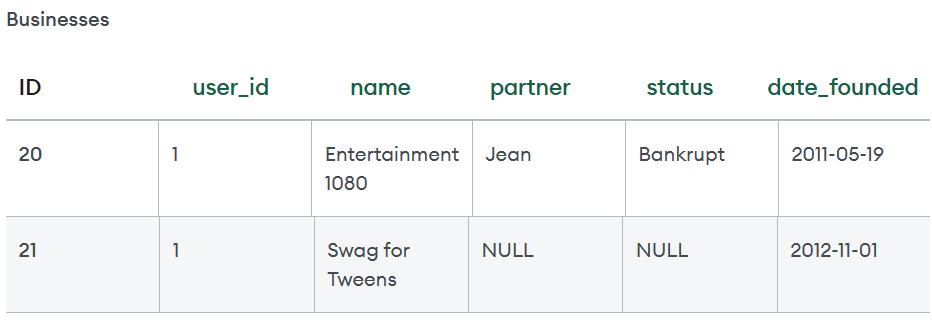 Businesses
ID user_id name partner status date_founded
20 1 Entertainment Jean Bankrupt 2011-05-19
1080
21 1 Swag for NULL NULL 2012-11-01
Tweens